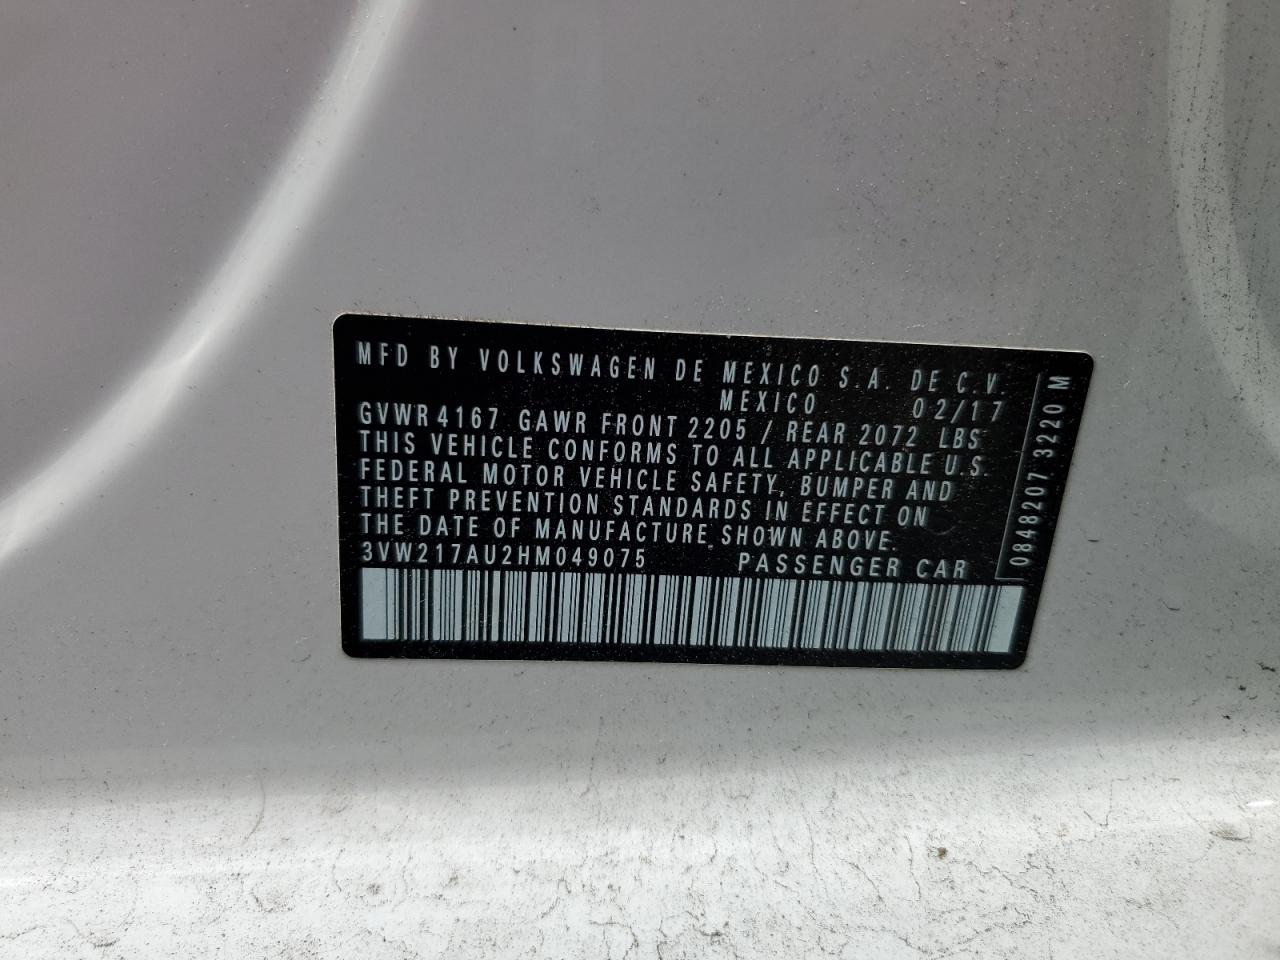 MFD BY VOLKSWAGEN DE MEXICO S.A. DE C.V.
MEXICO 02/17
GVWR 4167 GAWR FRONT 2205 / REAR 2072 LBS
THIS VEHICLE CONFORMS TO ALL APPLICABLE U.S.
FEDERAL MOTOR VEHICLE SAFETY, BUMPER AND
THEFT PREVENTION STANDARDS IN EFFECT ON
THE DATE OF MANUFACTURE SHOWN ABOVE.
3VW217AU2HM049075 PASSENGER CAR
0848207 3220 M